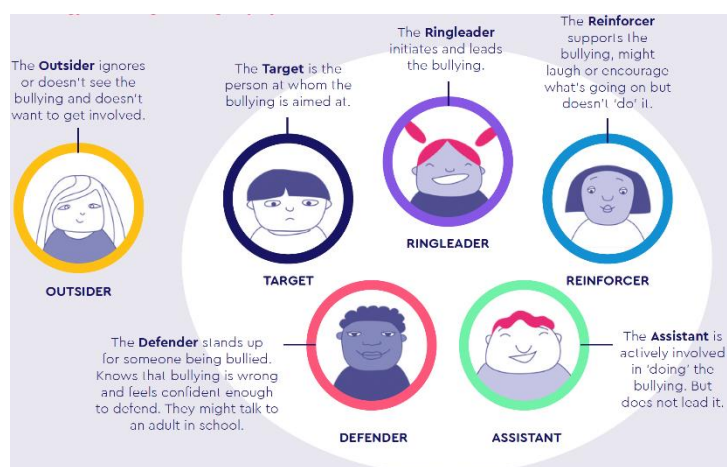 The Outsider ignores
or doesn't see the
bullying and doesn't
want to get involved.
OUTSIDER
The Target is the
person at whom the
bullying is aimed at.
TARGET
The Ringleader
initiates and leads
the bullying.
RINGLEADER
The Reinforcer
supports the
bullying, might
laugh or encourage
what's going on but
doesn't 'do' it.
REINFORCER
The Defender stands up
for someone being bullied.
Knows that bullying is wrong
and feels confident enough
to defend. They might talk to
an adult in school.
DEFENDER
The Assistant is
actively involved
in 'doing' the
bullying. But
does not lead it.
ASSISTANT